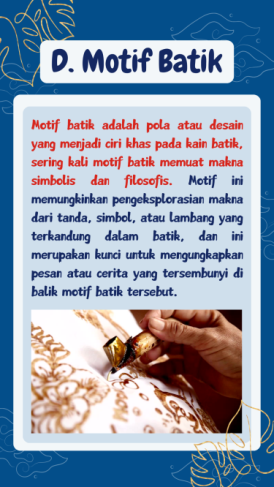 D. Motif Batik
Motif batik adalah pola atau desain
yang menjadi ciri khas pada kain batik,
sering kali motif batik memuat makna
simbolis dan filosofis. Motif ini
memungkinkan pengeksplorasian makna
dari tanda, simbol, atau lambang yang
terkandung dalam batik, dan ini
merupakan kunci untuk mengungkapkan
pesan atau cerita yang tersembunyi di
balik motif batik tersebut.